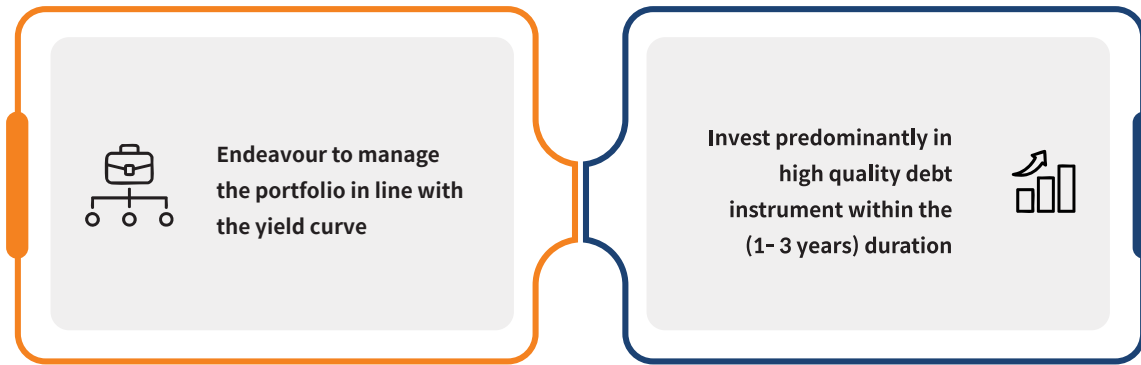 Endeavour to manage
the portfolio in line with
the yield curve
Invest predominantly in
high quality debt
instrument within the
(1- 3 years) duration